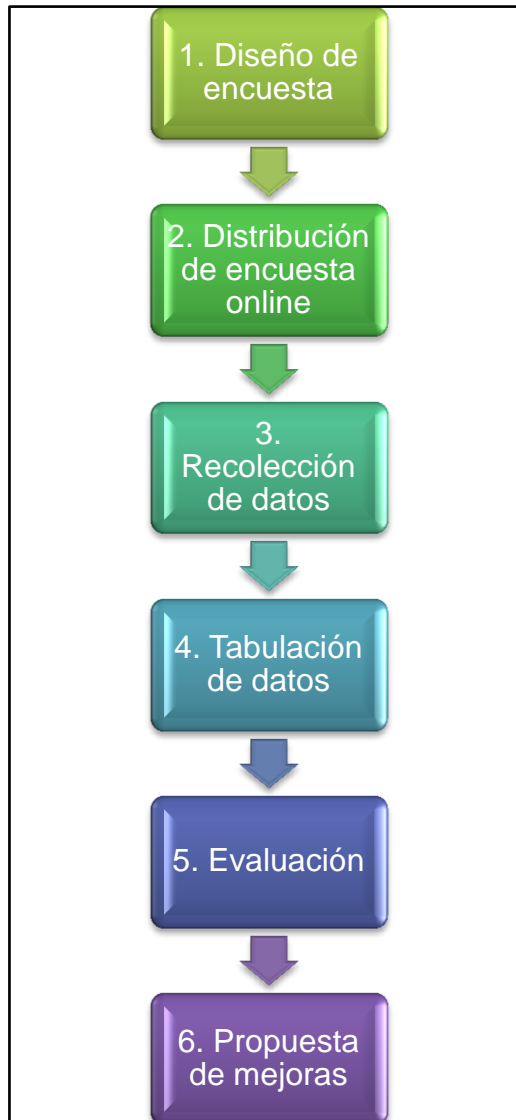 1. Diseño de
encuesta
2. Distribución
de encuesta
online
3.
Recolección
de datos
4. Tabulación
de datos
5. Evaluación
6. Propuesta
de mejoras